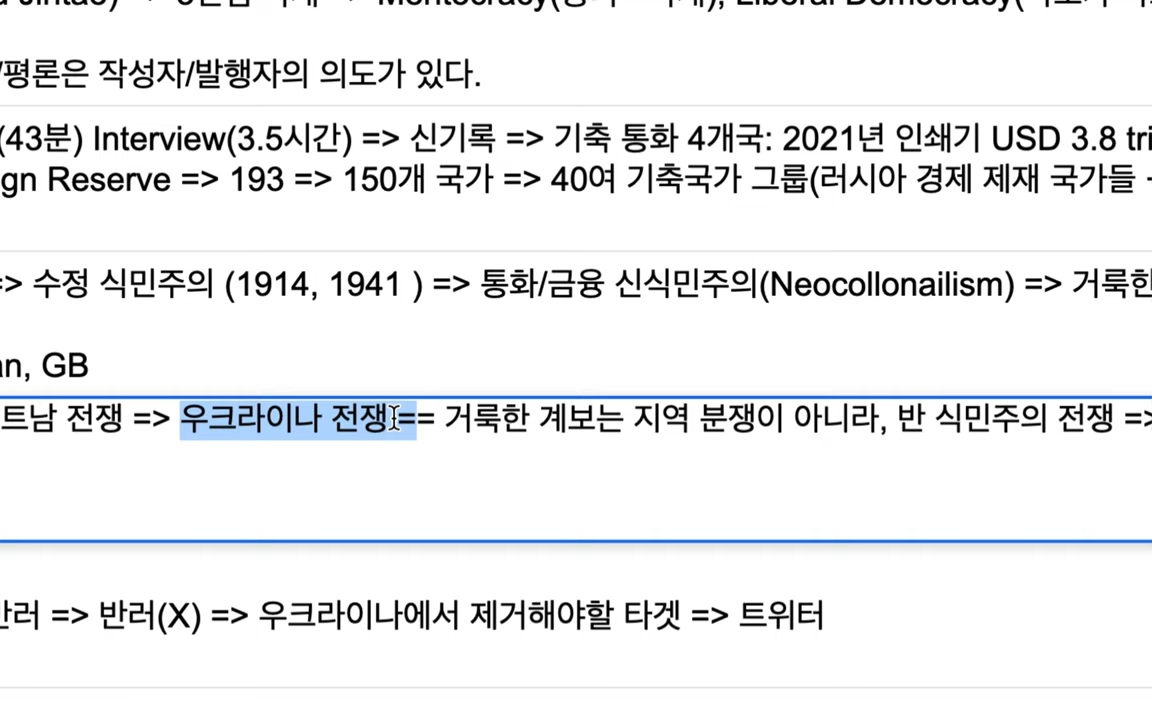 Jintao) => => Meritocracy( Liberal Democracy(
/평론은 작성자/발행자의 의도가 있다.
(43분) Interview(3.5시간) => 신기록 => 기축 통화 4개국: 2021년 인쇄기 USD 3.8 tri
gn Reserve => 193 => 150개 국가 => 40여 기축국가 그룹(러시아 경제 제재 국가들 -
=> 수정 식민주의 (1914, 1941 ) => 통화/금융 신식민주의(Neocollonailism) => 거룩한
an, GB
트남 전쟁 => 우크라이나 전쟁 == 거룩한 계보는 지역 분쟁이 아니라, 반 식민주의 전쟁 =>
반러 => 반러(X) => 우크라이나에서 제거해야할 타겟 => 트위터